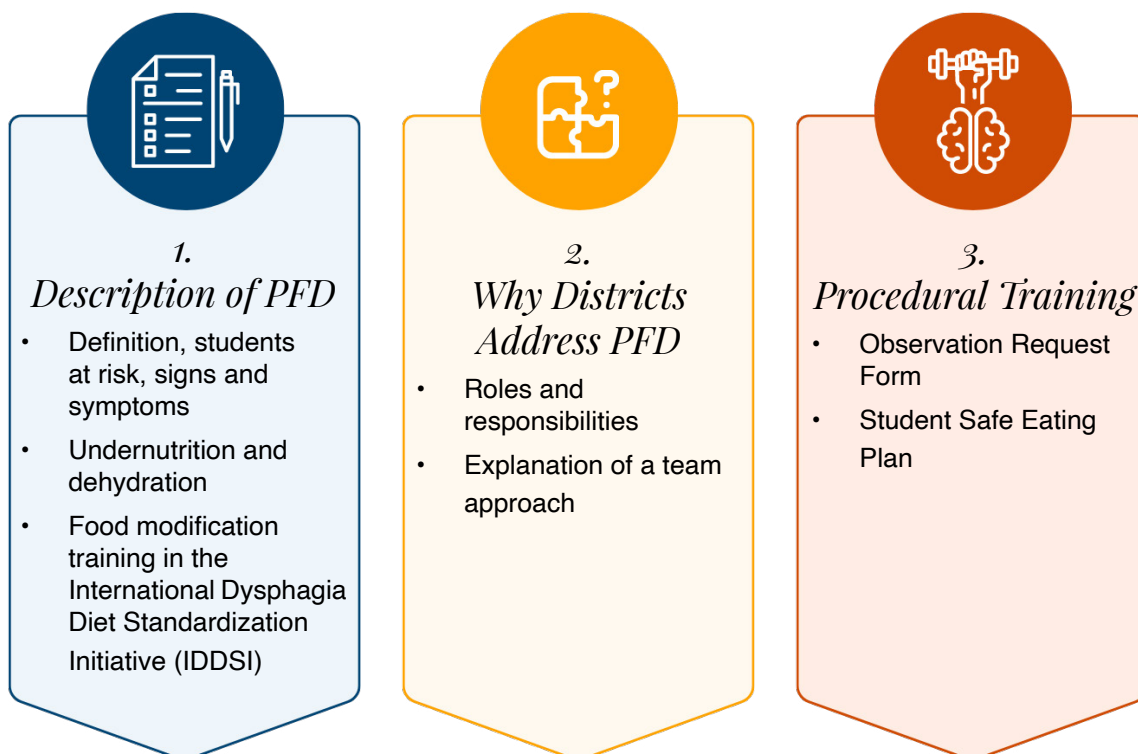 1.
Description of PFD
• Definition, students
at risk, signs and
symptoms
• Undernutrition and
dehydration
• Food modification
training in the
International Dysphagia
Diet Standardization
Initiative (IDDSI)
2.
Why Districts
Address PFD
• Roles and
responsibilities
• Explanation of a team
approach
3.
Procedural Training
• Observation Request
Form
• Student Safe Eating
Plan